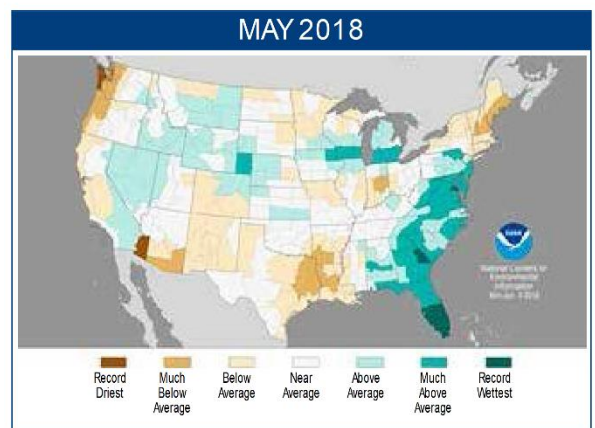 MAY 2018
NOAA
National Centers for
Environmental
Information
Record
Driest
Much
Below
Average
Below
Average
Near
Average
Above
Average
Much
Above
Average
Record
Wettest